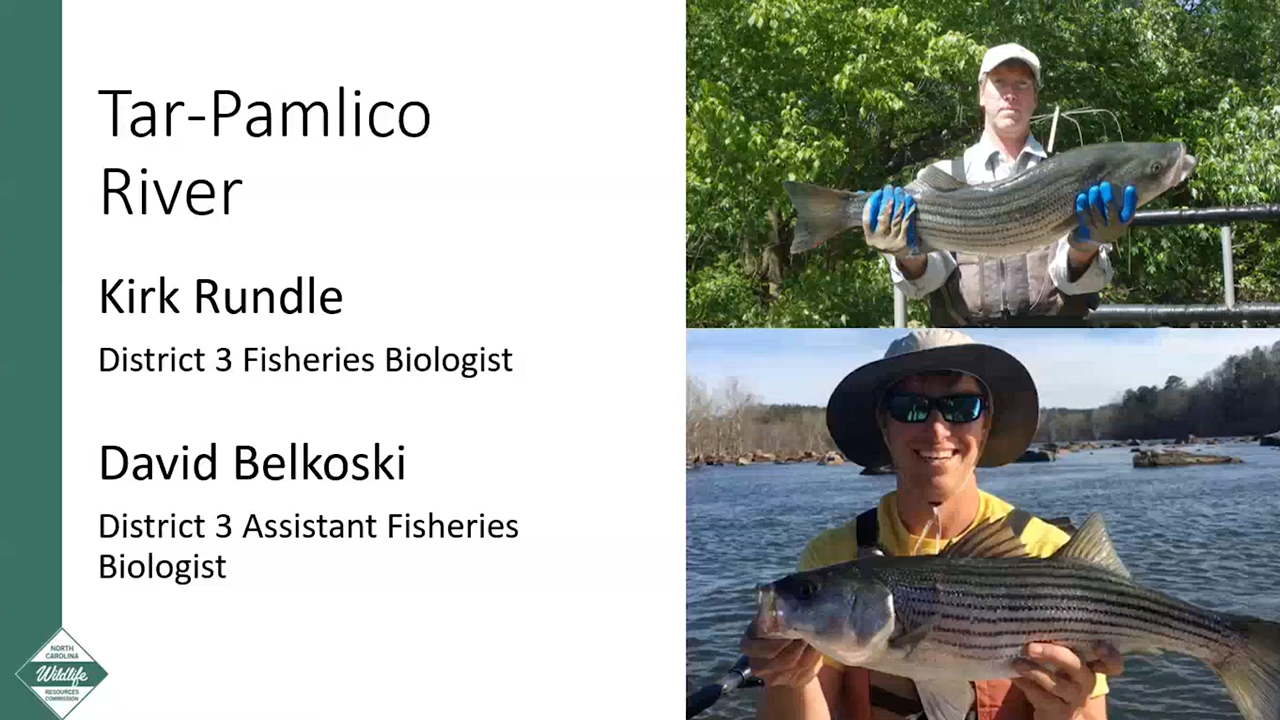 Tar-Pamlico
River
Kirk Rundle
District 3 Fisheries Biologist
David Belkoski
District 3 Assistant Fisheries
Biologist
NORTH
CAROLINA
Wildlife
RESOURCES
COMMISSION